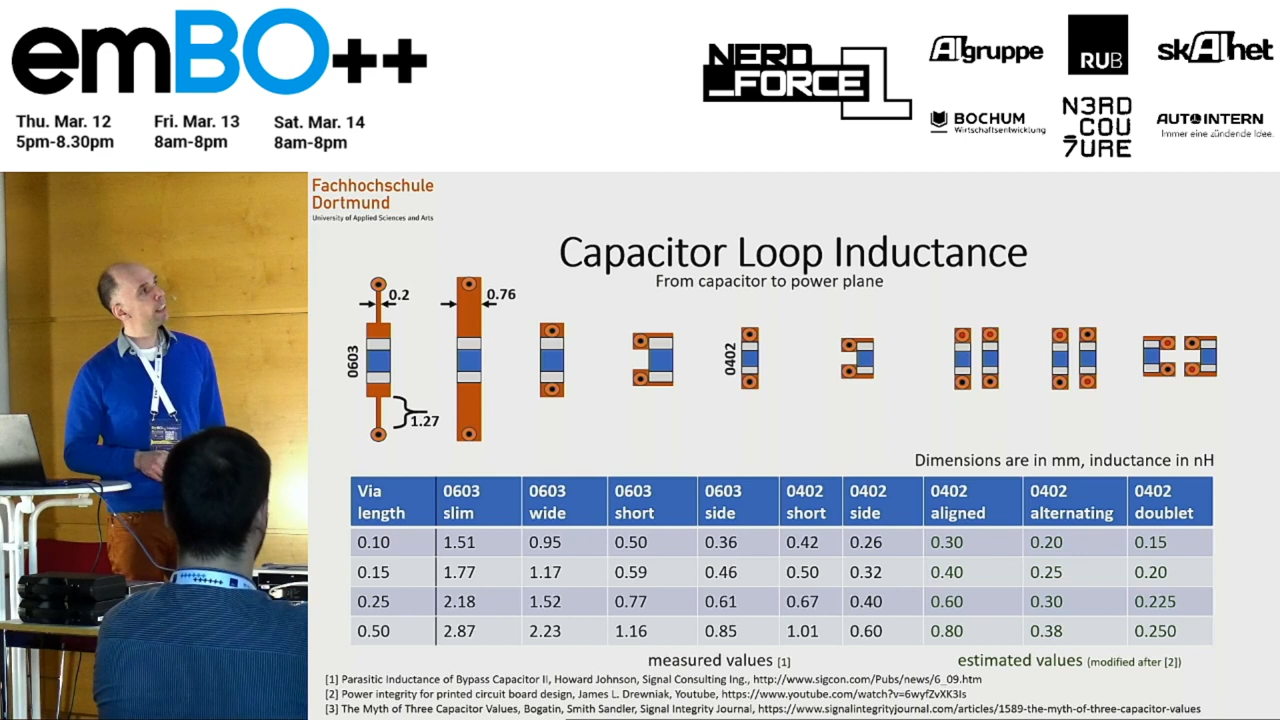 emBO++
Thu. Mar. 12
5pm-8.30pm
Fri. Mar. 13
8am-8pm
Sat. Mar. 14
8am-8pm
NERD
_FORCE1
AIgruppe
RUB
skAInet
BOCHUM
Wirtschaftsentwicklung
N3RD
COU
7URE
AUTOINTERN
Immer eine zündende Idee.
Fachhochschule
Dortmund
University of Applied Sciences and Arts
Capacitor Loop Inductance
From capacitor to power plane
0.2
0.76
0603
0402
1.27
Dimensions are in mm, inductance in nH
Via length 0603 slim 0603 wide 0603 short 0603 side 0402 short 0402 side 0402 aligned 0402 alternating 0402 doublet
0.10 1.51 0.95 0.50 0.36 0.42 0.26 0.30 0.20 0.15
0.15 1.77 1.17 0.59 0.46 0.50 0.32 0.40 0.25 0.20
0.25 2.18 1.52 0.77 0.61 0.67 0.40 0.60 0.30 0.225
0.50 2.87 2.23 1.16 0.85 1.01 0.60 0.80 0.38 0.250
measured values [1]
estimated values (modified after [2])
[1] Parasitic Inductance of Bypass Capacitor II, Howard Johnson, Signal Consulting Ing., http://www.sigcon.com/Pubs/news/6_09.htm
[2] Power integrity for printed circuit board design, James L. Drewniak, Youtube, https://www.youtube.com/watch?v=6wyfZvXK3Is
[3] The Myth of Three Capacitor Values, Bogatin, Smith Sandler, Signal Integrity Journal, https://www.signalintegrityjournal.com/articles/1589-the-myth-of-three-capacitor-values